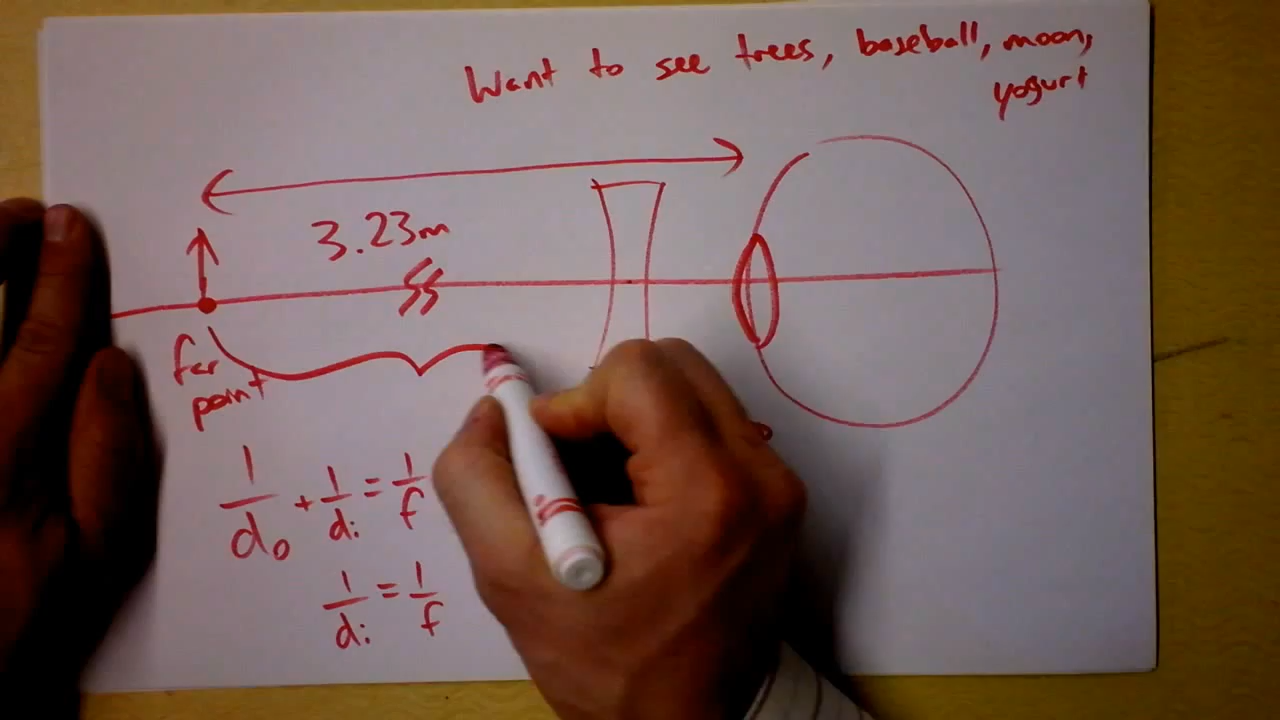 Want to see trees, baseball, moon,
yogurt
3.23m
far
point
1/do + 1/di = 1/f
1/di = 1/f